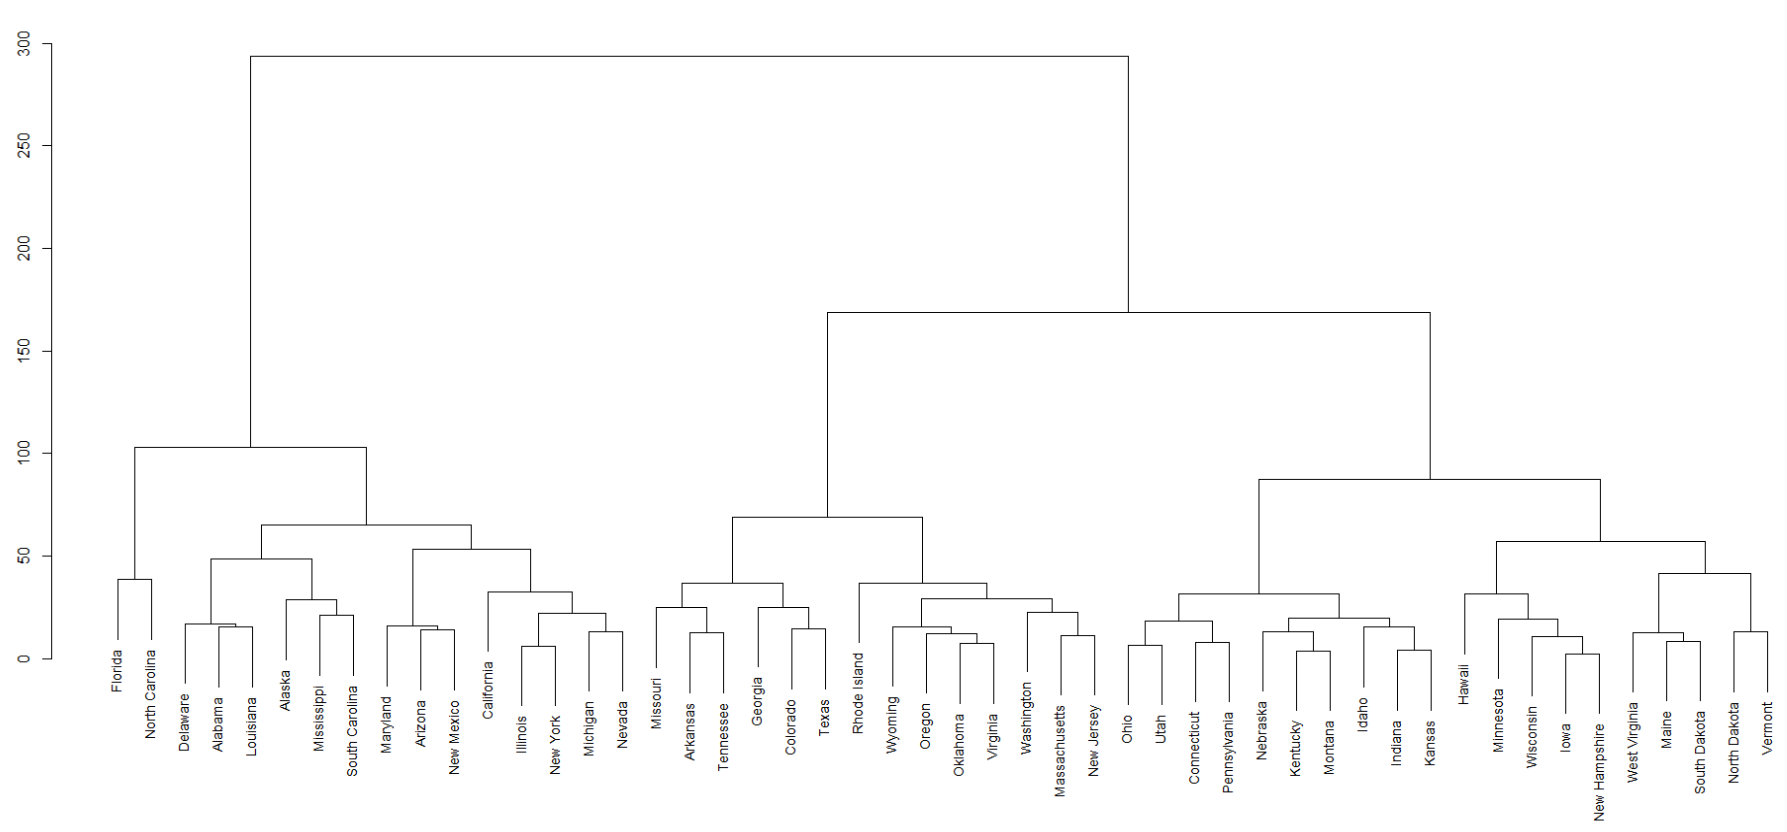 300
250
200
150
100
50
0
Florida
North Carolina
Delaware
Alabama
Louisiana
Alaska
Mississippi
South Carolina
Maryland
Arizona
New Mexico
California
Illinois
New York
Michigan
Nevada
Missouri
Arkansas
Tennessee
Georgia
Colorado
Texas
Rhode Island
Wyoming
Oregon
Oklahoma
Virginia
Washington
Massachusetts
New Jersey
Ohio
Utah
Connecticut
Pennsylvania
Nebraska
Kentucky
Montana
Idaho
Indiana
Kansas
Hawaii
Minnesota
Wisconsin
Iowa
New Hampshire
West Virginia
Maine
South Dakota
North Dakota
Vermont